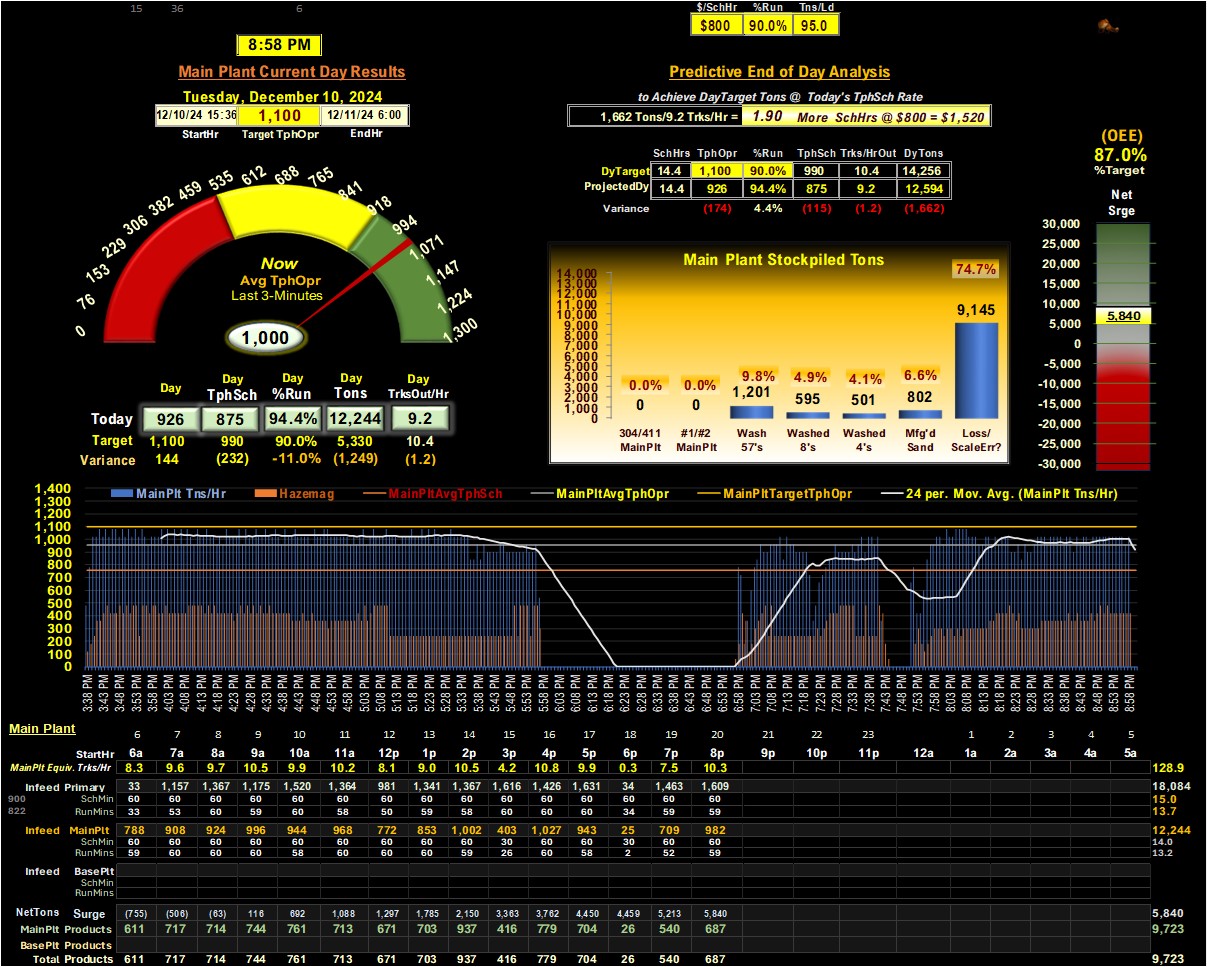 15 36 6
$/SchHr %Run Tns/Ld
$800 90.0% 95.0
8:58 PM
Main Plant Current Day Results
Predictive End of Day Analysis
Tuesday, December 10, 2024
to Achieve DayTarget Tons @ Today's TphSch Rate
12/10/24 15:36 1,100 12/11/24 6:00
1,662 Tons/9.2 Trks/Hr = 1.90 More SchHrs @ $800 = $1,520
StartHr Target TphOpr EndHr
(OEE)
87.0%
%Target
SchHrs TphOpr %Run TphSch Trks/HrOut DyTons
DyTarget 14.4 1,100 90.0% 990 10.4 14,256
ProjectedDy 14.4 926 94.4% 875 9.2 12,594
Variance (174) 4.4% (115) (1.2) (1,662)
Net
Srge
0 76 153 229 306 382 459 535 612 688 765 841 918 994 1,071 1,147 1,224 1,300
Now
Avg TphOpr
Last 3-Minutes
1,000
Main Plant Stockpiled Tons
14,000
13,000
12,000
11,000
10,000
9,000
8,000
7,000
6,000
5,000
4,000
3,000
2,000
1,000
0
0.0% 0.0% 9.8% 4.9% 4.1% 6.6% 74.7%
0 0 1,201 595 501 802 9,145
304/411 #1/#2 Wash Washed Washed Mfg'd Loss/
MainPlt MainPlt 57's 8's 4's Sand ScaleErr?
30,000
25,000
20,000
15,000
10,000
5,840
5,000
0
-5,000
-10,000
-15,000
-20,000
-25,000
-30,000
Day Day Day Day Day
TphSch %Run Tons TrksOut/Hr
Today 926 875 94.4% 12,244 9.2
Target 1,100 990 90.0% 5,330 10.4
Variance 144 (232) -11.0% (1,249) (1.2)
MainPlt Tns/Hr Hazemag MainPltAvgTphSch MainPltAvgTphOpr MainPltTargetTphOpr 24 per. Mov. Avg. (MainPlt Tns/Hr)
1,400
1,300
1,200
1,100
1,000
900
800
700
600
500
400
300
200
100
0
3:38 PM 3:43 PM 3:48 PM 3:53 PM 3:58 PM 4:03 PM 4:08 PM 4:13 PM 4:18 PM 4:23 PM 4:28 PM 4:33 PM 4:38 PM 4:43 PM 4:48 PM 4:53 PM 4:58 PM 5:03 PM 5:08 PM 5:13 PM 5:18 PM 5:23 PM 5:28 PM 5:33 PM 5:38 PM 5:43 PM 5:48 PM 5:53 PM 5:58 PM 6:03 PM 6:08 PM 6:13 PM 6:18 PM 6:23 PM 6:28 PM 6:33 PM 6:38 PM 6:43 PM 6:48 PM 6:53 PM 6:58 PM 7:03 PM 7:08 PM 7:13 PM 7:18 PM 7:23 PM 7:28 PM 7:33 PM 7:38 PM 7:43 PM 7:48 PM 7:53 PM 7:58 PM 8:03 PM 8:08 PM 8:13 PM 8:18 PM 8:23 PM 8:28 PM 8:33 PM 8:38 PM 8:43 PM 8:48 PM 8:53 PM 8:58 PM
Main Plant
6 7 8 9 10 11 12 13 14 15 16 17 18 19 20 21 22 23 1 2 3 4 5
StartHr 6a 7a 8a 9a 10a 11a 12p 1p 2p 3p 4p 5p 6p 7p 8p 9p 10p 11p 12a 1a 2a 3a 4a 5a
MainPlt Equiv. Trks/Hr 8.3 9.6 9.7 10.5 9.9 10.2 8.1 9.0 10.5 4.2 10.8 9.9 0.3 7.5 10.3 128.9
Infeed Primary 33 1,157 1,367 1,175 1,520 1,364 981 1,341 1,367 1,616 1,426 1,631 34 1,463 1,609 18,084
900 SchMin 60 60 60 60 60 60 60 60 60 60 60 60 60 60 60 15.0
822 RunMins 33 53 60 59 60 58 50 59 58 60 60 60 34 59 59 13.7
Infeed MainPlt 788 908 924 996 944 968 772 853 1,002 403 1,027 943 25 709 982 12,244
SchMin 60 60 60 60 60 60 60 60 60 30 60 60 30 60 60 14.0
RunMins 59 60 60 60 58 60 60 60 59 26 60 58 2 52 59 13.2
Infeed BasePlt
SchMin
RunMins
NetTons Surge (755) (506) (63) 116 692 1,088 1,297 1,785 2,150 3,363 3,762 4,450 4,459 5,213 5,840 5,840
MainPlt Products 611 717 714 744 761 713 671 703 937 416 779 704 26 540 687 9,723
BasePlt Products
Total Products 611 717 714 744 761 713 671 703 937 416 779 704 26 540 687 9,723